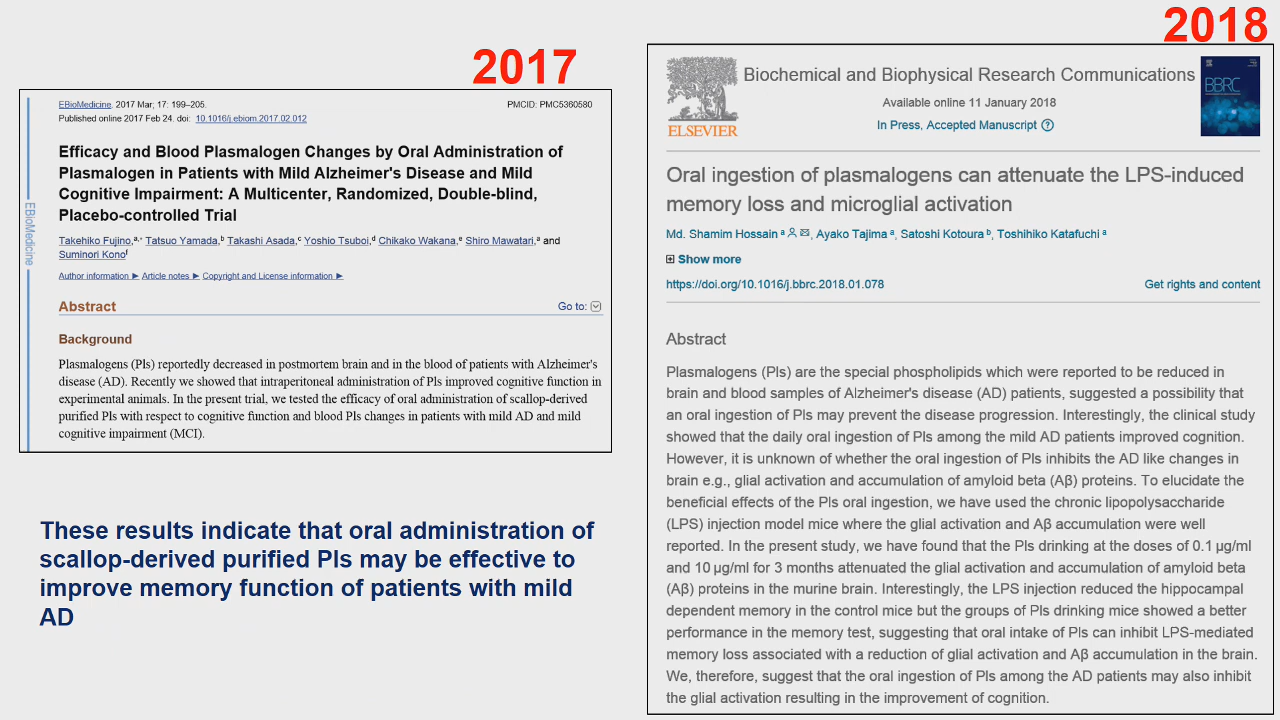 2017
2018
EBioMedicine
EBioMedicine. 2017 Mar; 17: 199–205.
PMCID: PMC5360580
Published online 2017 Feb 24. doi: 10.1016/j.ebiom.2017.02.012
Efficacy and Blood Plasmalogen Changes by Oral Administration of
Plasmalogen in Patients with Mild Alzheimer's Disease and Mild
Cognitive Impairment: A Multicenter, Randomized, Double-blind,
Placebo-controlled Trial
Takehiko Fujino,a,* Tatsuo Yamada,b Takashi Asada,c Yoshio Tsuboi,d Chikako Wakana,e Shiro Mawatari,a and
Suminori Konof
Author information ► Article notes ► Copyright and License information ►
Abstract
Go to:
Background
Plasmalogens (Pls) reportedly decreased in postmortem brain and in the blood of patients with Alzheimer's
disease (AD). Recently we showed that intraperitoneal administration of Pls improved cognitive function in
experimental animals. In the present trial, we tested the efficacy of oral administration of scallop-derived
purified Pls with respect to cognitive function and blood Pls changes in patients with mild AD and mild
cognitive impairment (MCI).
These results indicate that oral administration of
scallop-derived purified Pls may be effective to
improve memory function of patients with mild
AD
ELSEVIER
Biochemical and Biophysical Research Communications
Available online 11 January 2018
In Press, Accepted Manuscript ?
BBRC
Oral ingestion of plasmalogens can attenuate the LPS-induced
memory loss and microglial activation
Md. Shamim Hossain a, Ayako Tajima a, Satoshi Kotoura b, Toshihiko Katafuchi a
Show more
https://doi.org/10.1016/j.bbrc.2018.01.078
Get rights and content
Abstract
Plasmalogens (Pls) are the special phospholipids which were reported to be reduced in
brain and blood samples of Alzheimer's disease (AD) patients, suggested a possibility that
an oral ingestion of Pls may prevent the disease progression. Interestingly, the clinical study
showed that the daily oral ingestion of Pls among the mild AD patients improved cognition.
However, it is unknown of whether the oral ingestion of Pls inhibits the AD like changes in
brain e.g., glial activation and accumulation of amyloid beta (Aβ) proteins. To elucidate the
beneficial effects of the Pls oral ingestion, we have used the chronic lipopolysaccharide
(LPS) injection model mice where the glial activation and Aβ accumulation were well
reported. In the present study, we have found that the Pls drinking at the doses of 0.1 μg/ml
and 10 μg/ml for 3 months attenuated the glial activation and accumulation of amyloid beta
(Aβ) proteins in the murine brain. Interestingly, the LPS injection reduced the hippocampal
dependent memory in the control mice but the groups of Pls drinking mice showed a better
performance in the memory test, suggesting that oral intake of Pls can inhibit LPS-mediated
memory loss associated with a reduction of glial activation and Aβ accumulation in the brain.
We, therefore, suggest that the oral ingestion of Pls among the AD patients may also inhibit
the glial activation resulting in the improvement of cognition.